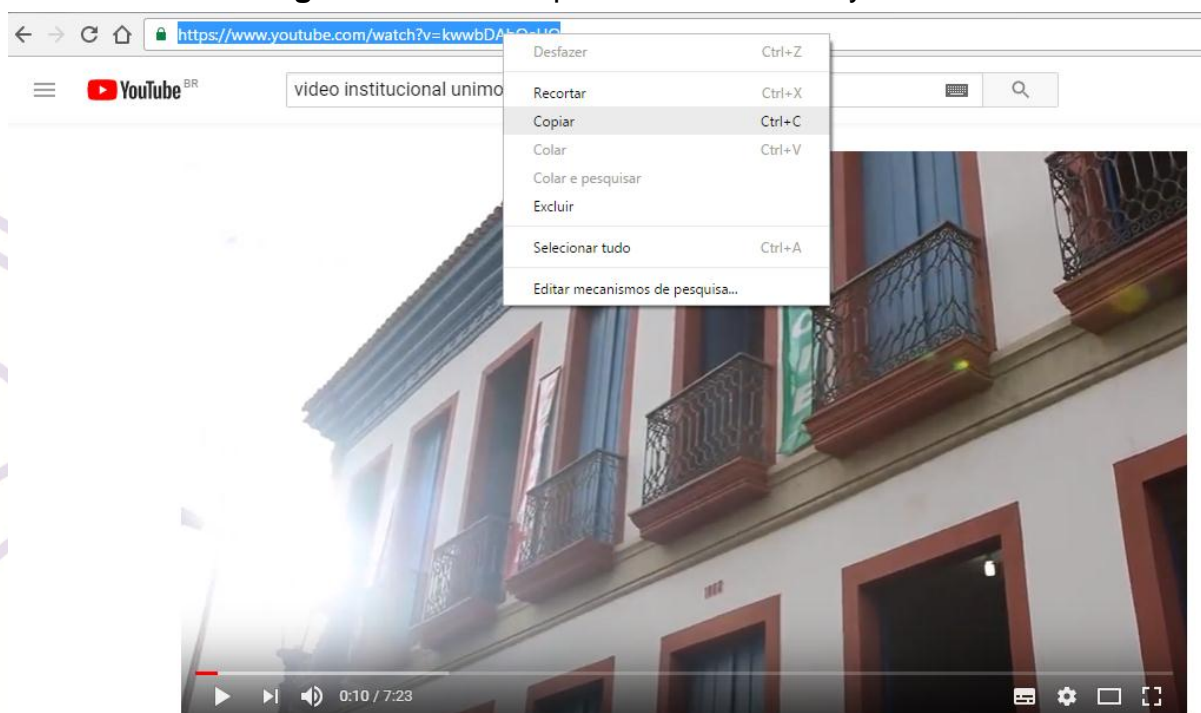 https://www.youtube.com/watch?v=kwwbDA
YouTube BR
video institucional unimo
Desfazer Ctrl+Z
Recortar Ctrl+X
Copiar Ctrl+C
Colar Ctrl+V
Colar e pesquisar
Excluir
Selecionar tudo Ctrl+A
Editar mecanismos de pesquisa...
0:10 / 7:23